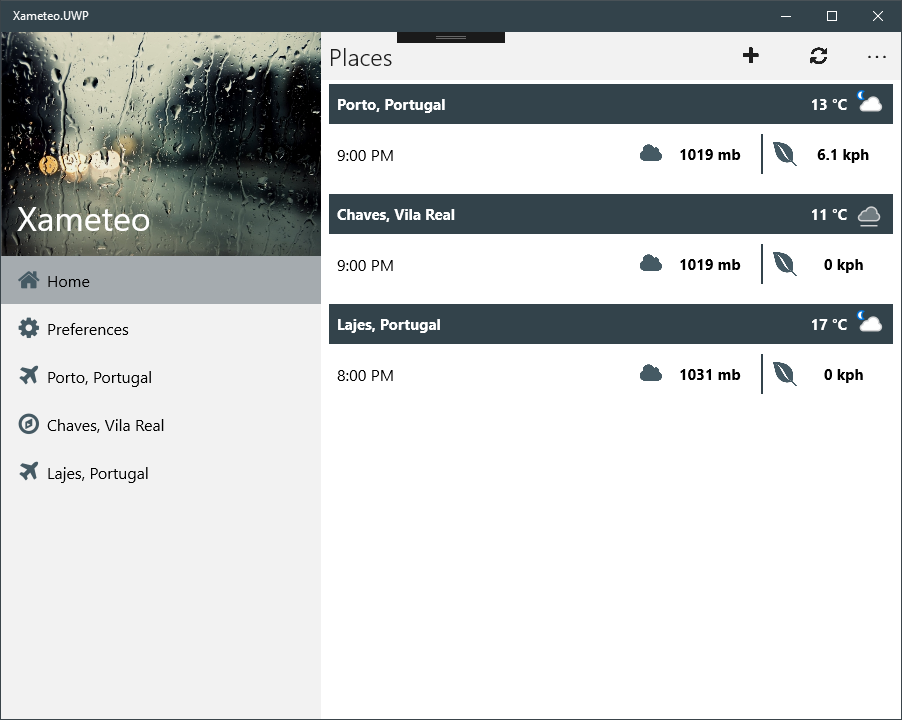 Xameteo.UWP
Xameteo
Home
Preferences
Porto, Portugal
Chaves, Vila Real
Lajes, Portugal
Places
Porto, Portugal 13 °C
9:00 PM 1019 mb 6.1 kph
Chaves, Vila Real 11 °C
9:00 PM 1019 mb 0 kph
Lajes, Portugal 17 °C
8:00 PM 1031 mb 0 kph